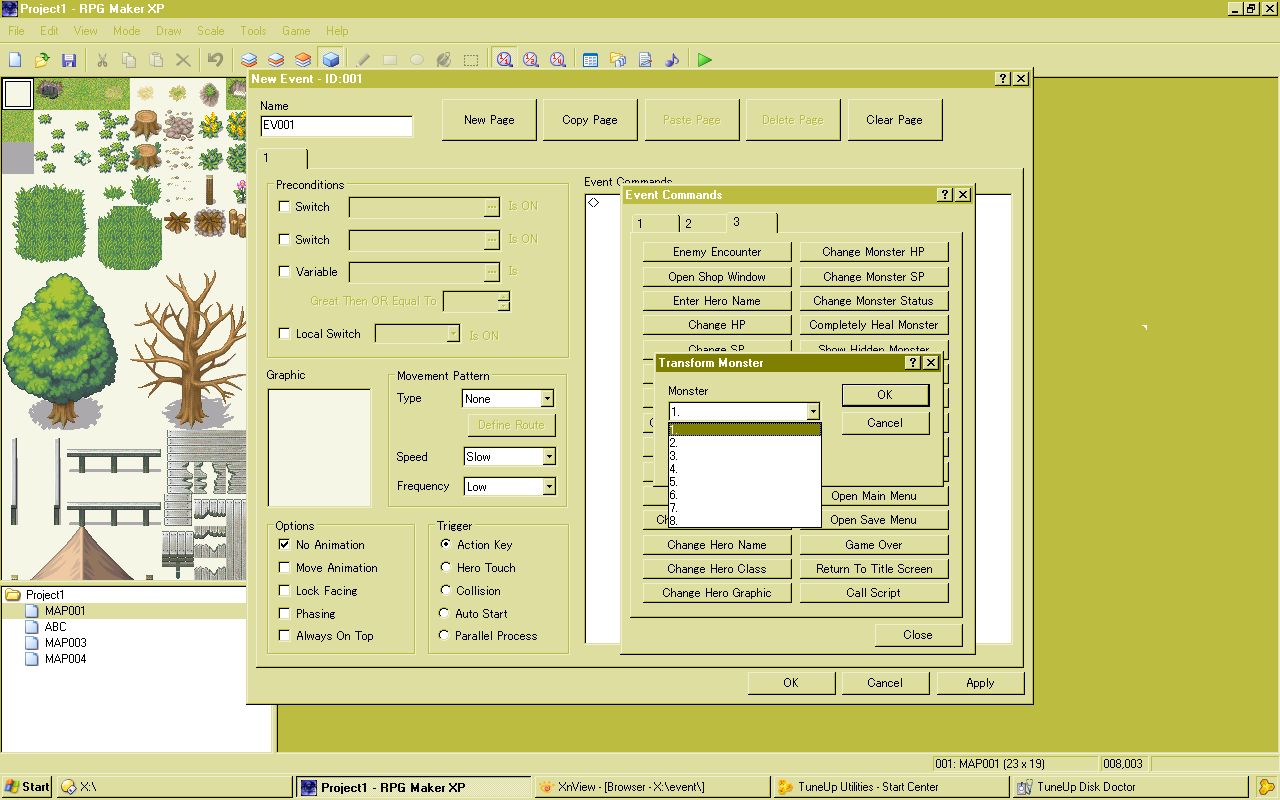 Project1 - RPG Maker XP
File Edit View Mode Draw Scale Tools Game Help
New Event - ID:001
Name
EV001
New Page
Copy Page
Paste Page
Delete Page
Clear Page
1
Preconditions
Switch
Is ON
Switch
Is ON
Variable
Is
Great Then OR Equal To
Local Switch
Is ON
Graphic
Movement Pattern
Type
None
Define Route
Speed
Slow
Frequency
Low
Options
No Animation
Move Animation
Lock Facing
Phasing
Always On Top
Trigger
Action Key
Hero Touch
Collision
Auto Start
Parallel Process
Event Commands
Event Commands
1 2 3
Enemy Encounter
Change Monster HP
Open Shop Window
Change Monster SP
Enter Hero Name
Change Monster Status
Change HP
Completely Heal Monster
Change SP
Show Hidden Monster
Transform Monster
Monster
1.
OK
Cancel
1.
2.
3.
4.
5.
6.
7.
8.
Open Main Menu
Open Save Menu
Change Hero Name
Game Over
Change Hero Class
Return To Title Screen
Change Hero Graphic
Call Script
Close
OK
Cancel
Apply
Project1
MAP001
ABC
MAP003
MAP004
001: MAP001 (23 x 19)
008,003
Start
X:\
Project1 - RPG Maker XP
XnView - [Browser - X:\event\]
TuneUp Utilities - Start Center
TuneUp Disk Doctor